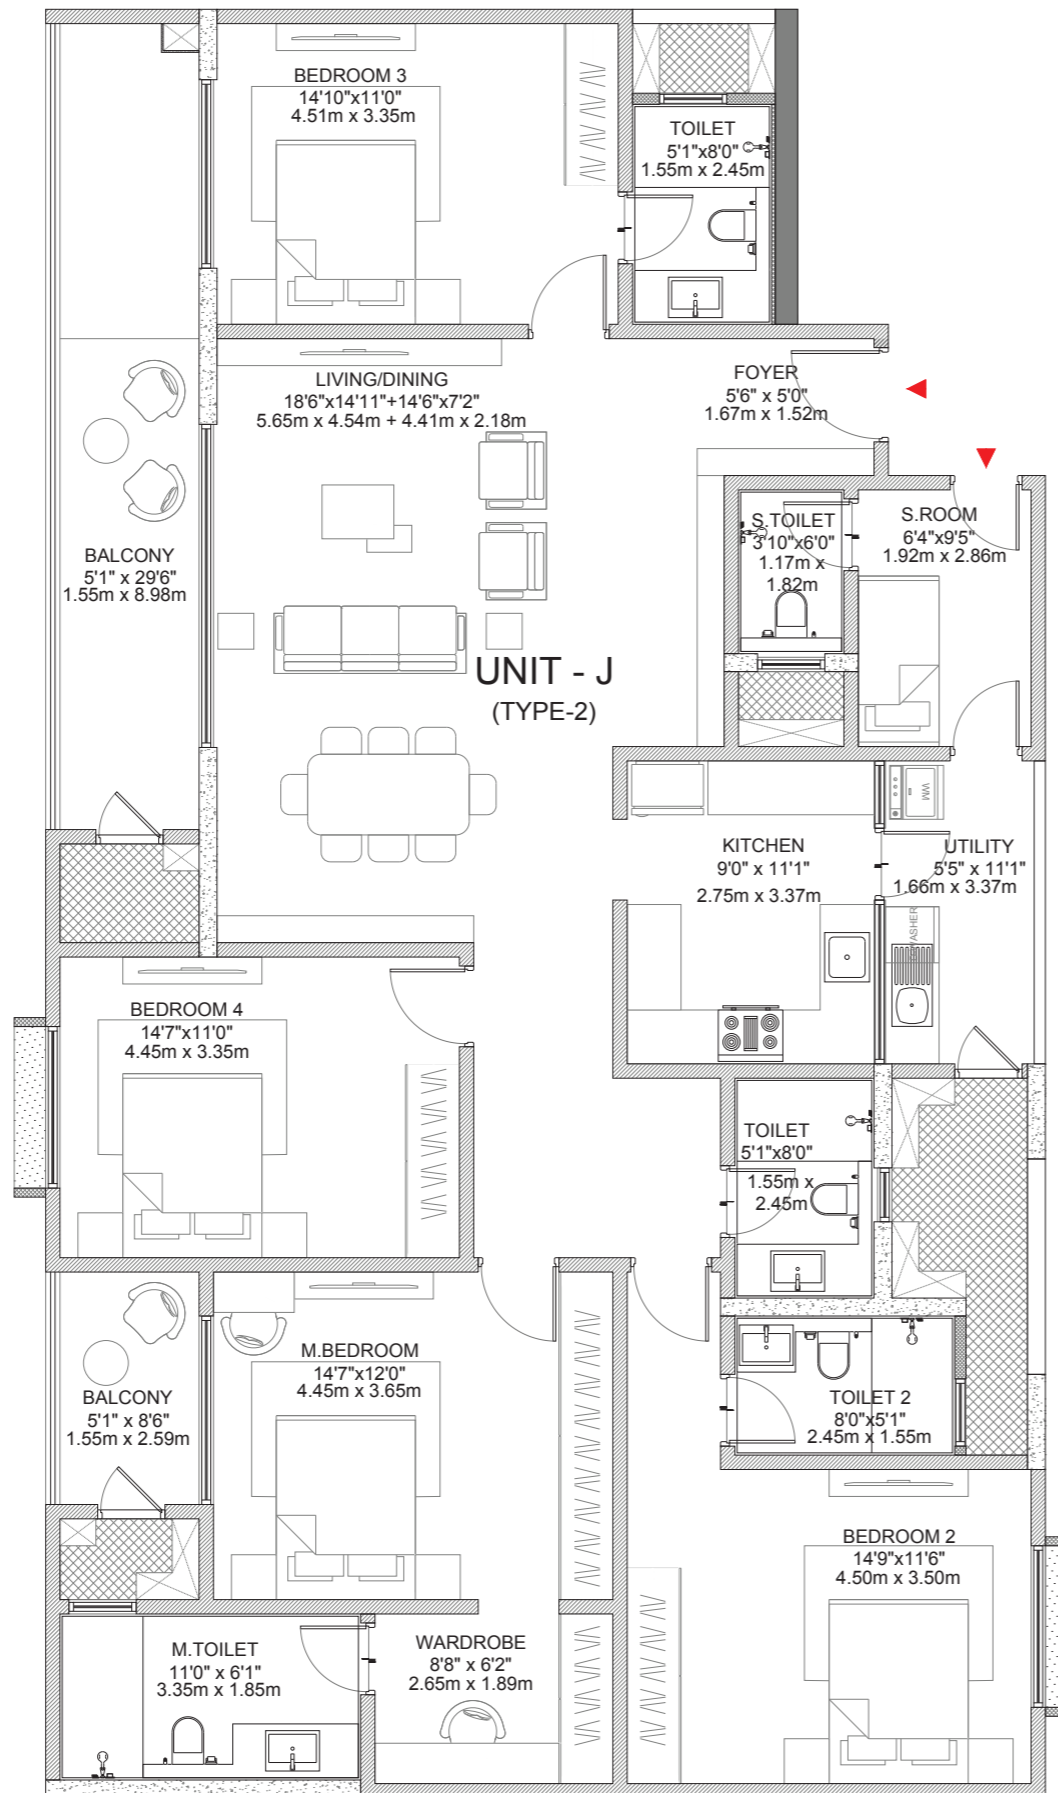 BEDROOM 3
14'10"x11'0"
4.51m x 3.35m
TOILET
5'1"x8'0"
1.55m x 2.45m
LIVING/DINING
18'6"x14'11"+14'6"x7'2"
5.65m x 4.54m + 4.41m x 2.18m
FOYER
5'6" x 5'0"
1.67m x 1.52m
S.TOILET
3'10"x6'0"
1.17m x
1.82m
S.ROOM
6'4"x9'5"
1.92m x 2.86m
BALCONY
5'1" x 29'6"
1.55m x 8.98m
UNIT - J
(TYPE-2)
WM
KITCHEN
9'0" x 11'1"
2.75m x 3.37m
UTILITY
5'5" x 11'1"
1.66m x 3.37m
BEDROOM 4
14'7"x11'0"
4.45m x 3.35m
TOILET
5'1"x8'0"
1.55m x
2.45m
M.BEDROOM
14'7"x12'0"
4.45m x 3.65m
BALCONY
5'1" x 8'6"
1.55m x 2.59m
TOILET 2
8'0"x5'1"
2.45m x 1.55m
BEDROOM 2
14'9"x11'6"
4.50m x 3.50m
M.TOILET
11'0" x 6'1"
3.35m x 1.85m
WARDROBE
8'8" x 6'2"
2.65m x 1.89m